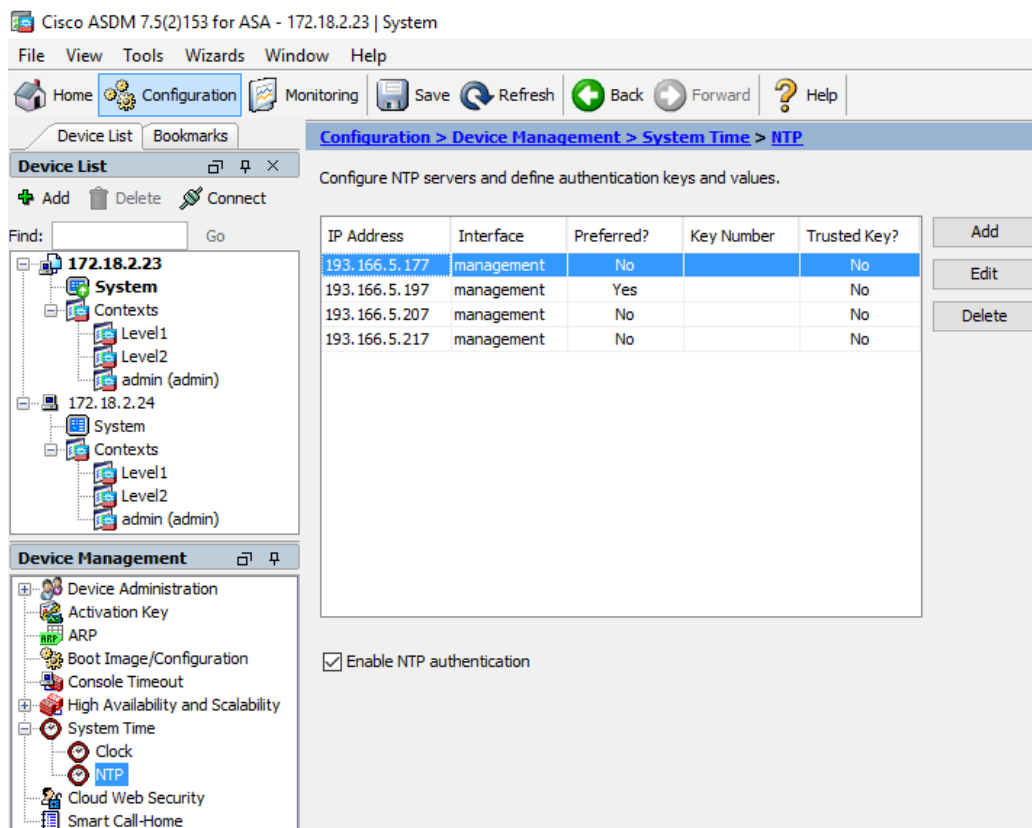 Cisco ASDM 7.5(2)153 for ASA - 172.18.2.23 | System
File View Tools Wizards Window Help
Home Configuration Monitoring Save Refresh Back Forward Help
Device List Bookmarks
Device List
Add Delete Connect
Find: Go
172.18.2.23
System
Contexts
Level1
Level2
admin (admin)
172.18.2.24
System
Contexts
Level1
Level2
admin (admin)
Device Management
Device Administration
Activation Key
ARP ARP
Boot Image/Configuration
Console Timeout
High Availability and Scalability
System Time
Clock
NTP
Cloud Web Security
Smart Call-Home
Configuration > Device Management > System Time > NTP
Configure NTP servers and define authentication keys and values.
IP Address Interface Preferred? Key Number Trusted Key?
193.166.5.177 management No No
193.166.5.197 management Yes No
193.166.5.207 management No No
193.166.5.217 management No No
Add
Edit
Delete
Enable NTP authentication